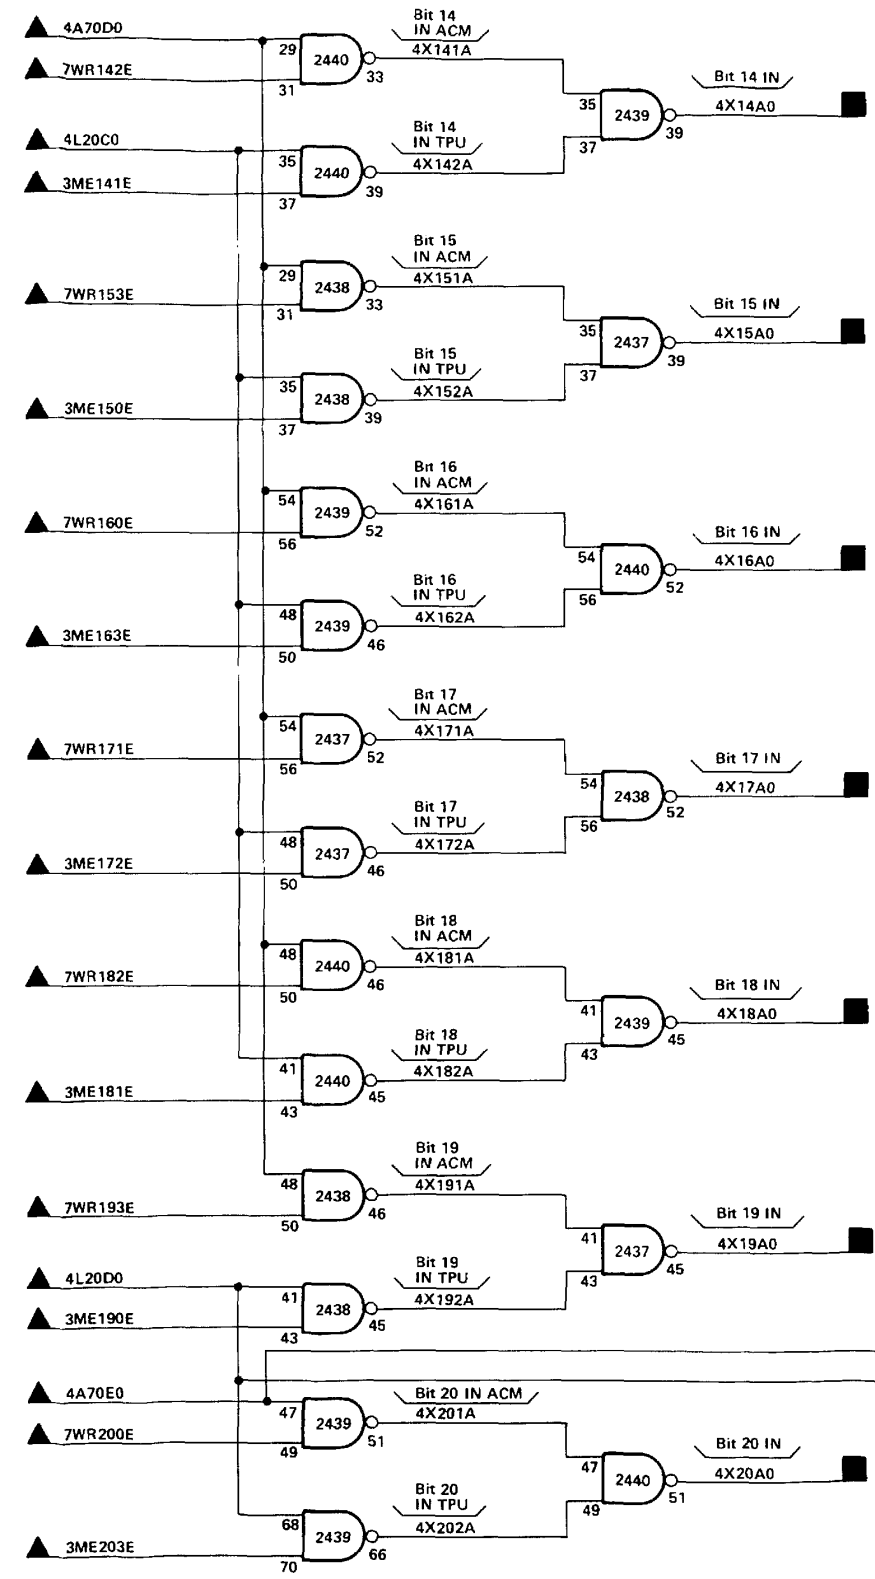 4A70D0
7WR142E
29
31
2440
33
Bit 14
IN ACM
4X141A
4L20C0
3ME141E
35
37
2440
39
Bit 14
IN TPU
4X142A
35
37
2439
39
Bit 14 IN
4X14A0
7WR153E
29
31
2438
33
Bit 15
IN ACM
4X151A
3ME150E
35
37
2438
39
Bit 15
IN TPU
4X152A
35
37
2437
39
Bit 15 IN
4X15A0
7WR160E
54
56
2439
52
Bit 16
IN ACM
4X161A
3ME163E
48
50
2439
46
Bit 16
IN TPU
4X162A
54
56
2440
52
Bit 16 IN
4X16A0
7WR171E
54
56
2437
52
Bit 17
IN ACM
4X171A
3ME172E
48
50
2437
46
Bit 17
IN TPU
4X172A
54
56
2438
52
Bit 17 IN
4X17A0
7WR182E
48
50
2440
46
Bit 18
IN ACM
4X181A
3ME181E
41
43
2440
45
Bit 18
IN TPU
4X182A
41
43
2439
45
Bit 18 IN
4X18A0
7WR193E
48
50
2438
46
Bit 19
IN ACM
4X191A
4L20D0
3ME190E
41
43
2438
45
Bit 19
IN TPU
4X192A
41
43
2437
45
Bit 19 IN
4X19A0
4A70E0
7WR200E
47
49
2439
51
Bit 20 IN ACM
4X201A
3ME203E
68
70
2439
66
Bit 20
IN TPU
4X202A
47
49
2440
51
Bit 20 IN
4X20A0